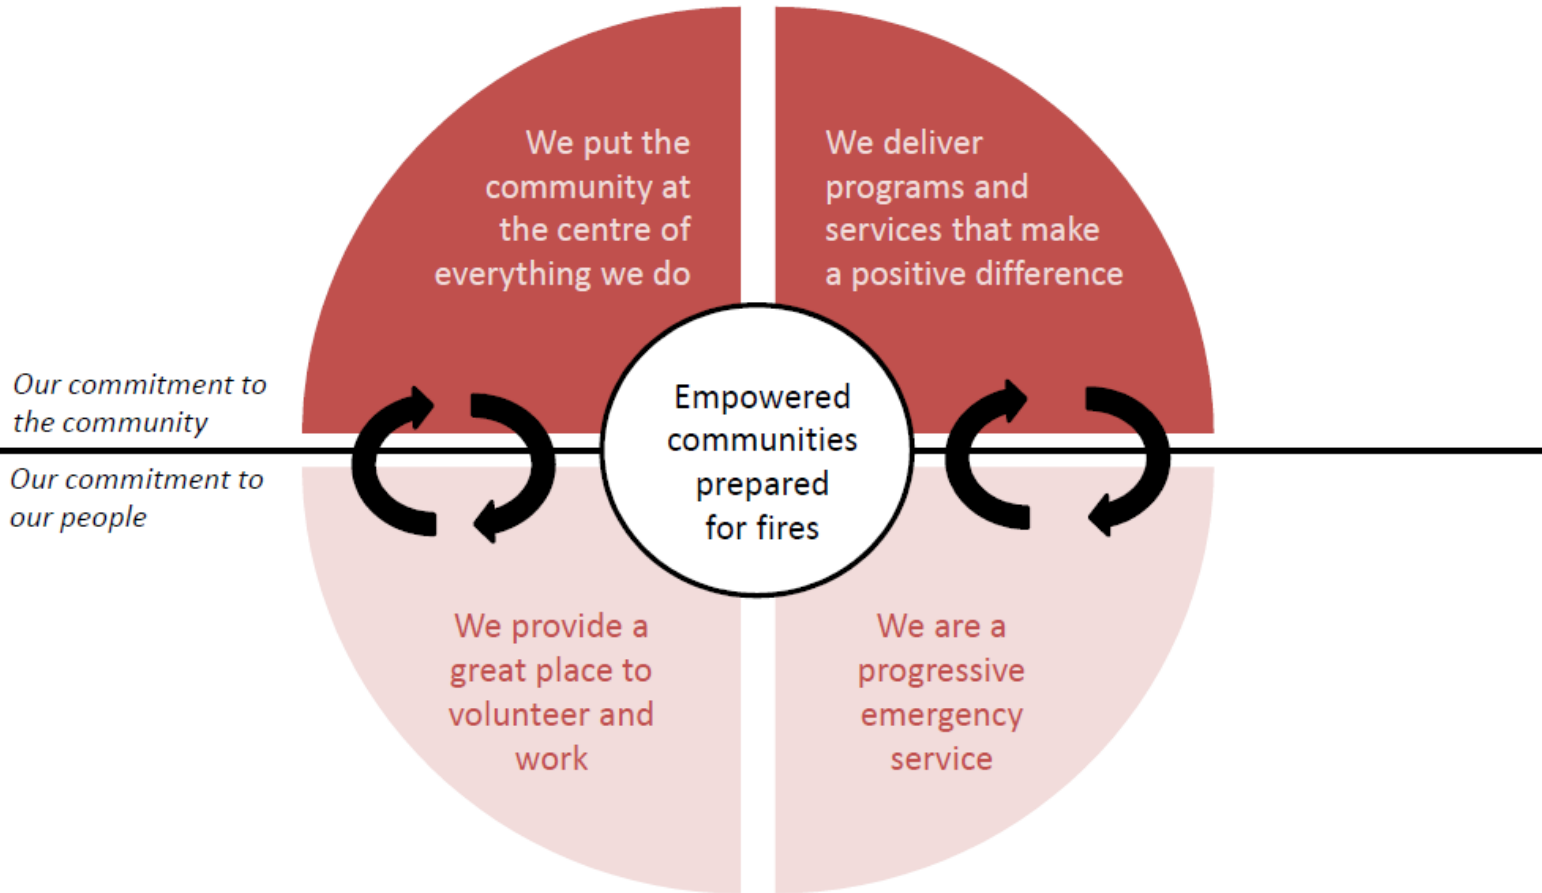 We put the
community at
the centre of
everything we do
We deliver
programs and
services that make
a positive difference
Our commitment to
the community
Empowered
communities
prepared
for fires
Our commitment to
our people
We provide a
great place to
volunteer and
work
We are a
progressive
emergency
service